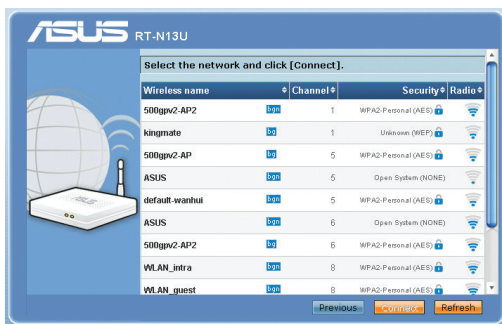 ASUS RT-N13U
Select the network and click [Connect].
Wireless name Channel Security Radio
500gpv2-AP2 bgn 1 WPA2-Personal (AES)
kingmate bg 1 Unknown (WEP)
500gpv2-AP bgn 5 WPA2-Personal (AES)
ASUS bgn 5 Open System (NONE)
default-wanhui bgn 5 WPA2-Personal (AES)
ASUS bgn 6 Open System (NONE)
500gpv2-AP2 bg 6 WPA2-Personal (AES)
WLAN_intra bgn 8 WPA2-Personal (AES)
WLAN_guest bgn 8 WPA2-Personal (AES)
Previous Connect Refresh